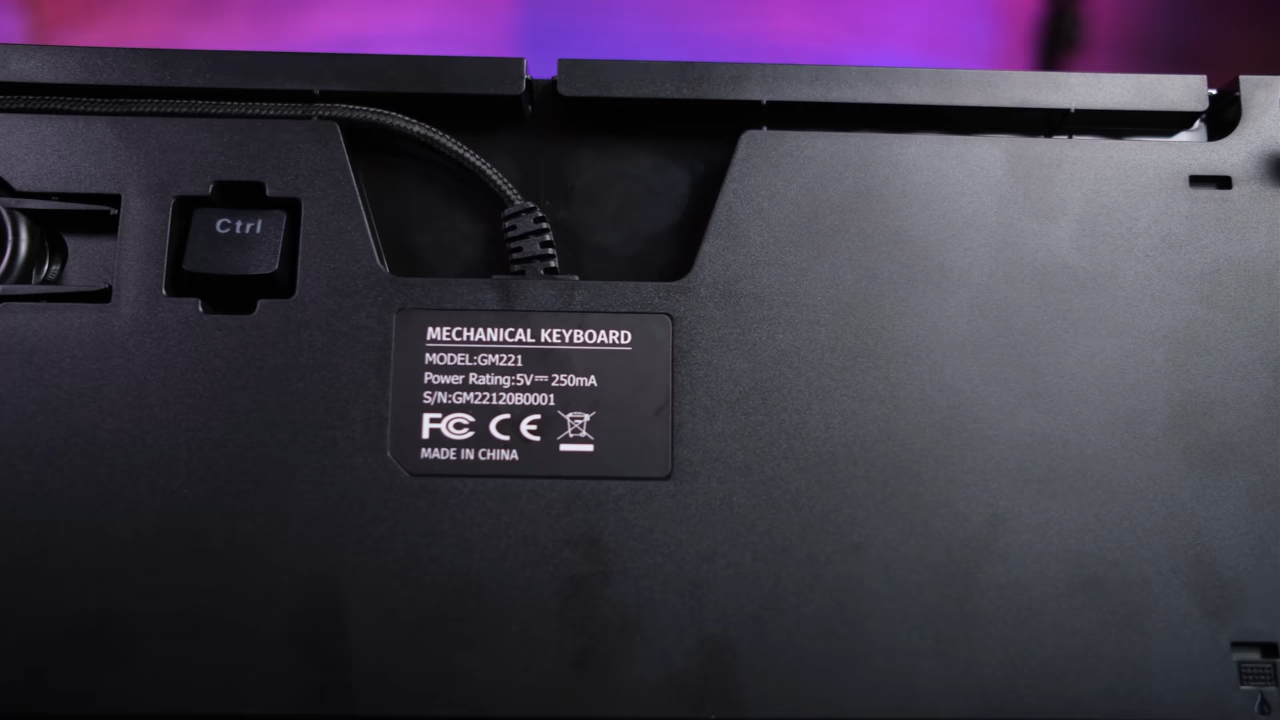 Ctrl
MECHANICAL KEYBOARD
MODEL:GM221
Power Rating:5V⎓250mA
S/N:GM22120B0001
FC CE
MADE IN CHINA